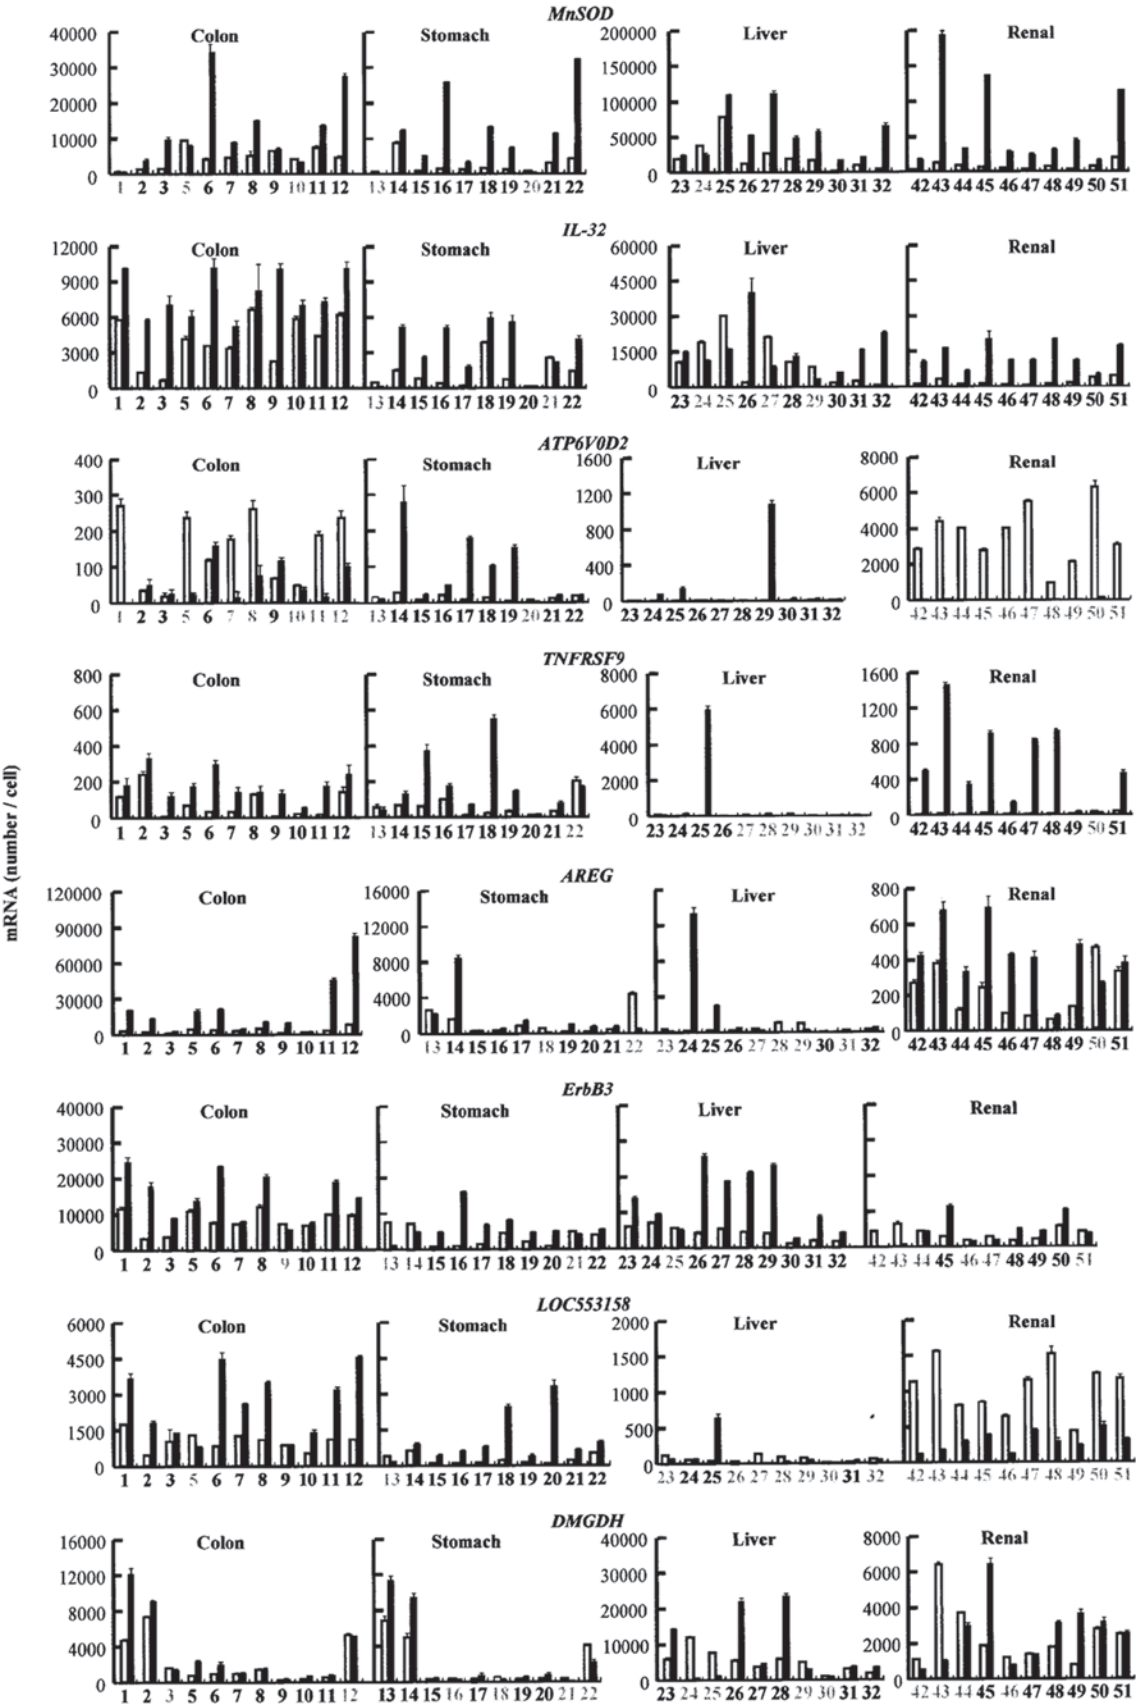 MnSOD
40000 Colon Stomach 200000 Liver Renal
30000 150000
20000 100000
10000 50000
0 0
1 2 3 5 6 7 8 9 10 11 12 13 14 15 16 17 18 19 20 21 22 23 24 25 26 27 28 29 30 31 32 42 43 44 45 46 47 48 49 50 51
IL-32
12000 Colon Stomach 60000 Liver Renal
9000 45000
6000 30000
3000 15000
0 0
1 2 3 5 6 7 8 9 10 11 12 13 14 15 16 17 18 19 20 21 22 23 24 25 26 27 28 29 30 31 32 42 43 44 45 46 47 48 49 50 51
ATP6V0D2
400 Colon Stomach 1600 Liver 8000 Renal
300 1200 6000
200 800 4000
100 400 2000
0 0 0
1 2 3 5 6 7 8 9 10 11 12 13 14 15 16 17 18 19 20 21 22 23 24 25 26 27 28 29 30 31 32 42 43 44 45 46 47 48 49 50 51
TNFRSF9
800 Colon Stomach 8000 Liver 1600 Renal
600 6000 1200
400 4000 800
200 2000 400
0 0 0
1 2 3 5 6 7 8 9 10 11 12 13 14 15 16 17 18 19 20 21 22 23 24 25 26 27 28 29 30 31 32 42 43 44 45 46 47 48 49 50 51
mRNA (number / cell)
AREG
120000 Colon 16000 Stomach Liver 800 Renal
90000 12000 600
60000 8000 400
30000 4000 200
0 0 0
1 2 3 5 6 7 8 9 10 11 12 13 14 15 16 17 18 19 20 21 22 23 24 25 26 27 28 29 30 31 32 42 43 44 45 46 47 48 49 50 51
ErbB3
40000 Colon Stomach Liver Renal
30000
20000
10000
0
1 2 3 5 6 7 8 9 10 11 12 13 14 15 16 17 18 19 20 21 22 23 24 25 26 27 28 29 30 31 32 42 43 44 45 46 47 48 49 50 51
LOC553158
6000 Colon Stomach 2000 Liver Renal
4500 1500
3000 1000
1500 500
0 0
1 2 3 5 6 7 8 9 10 11 12 13 14 15 16 17 18 19 20 21 22 23 24 25 26 27 28 29 30 31 32 42 43 44 45 46 47 48 49 50 51
DMGDH
16000 Colon Stomach 40000 Liver 8000 Renal
12000 30000 6000
8000 20000 4000
4000 10000 2000
0 0 0
1 2 3 5 6 7 8 9 10 11 12 13 14 15 16 17 18 19 20 21 22 23 24 25 26 27 28 29 30 31 32 42 43 44 45 46 47 48 49 50 51